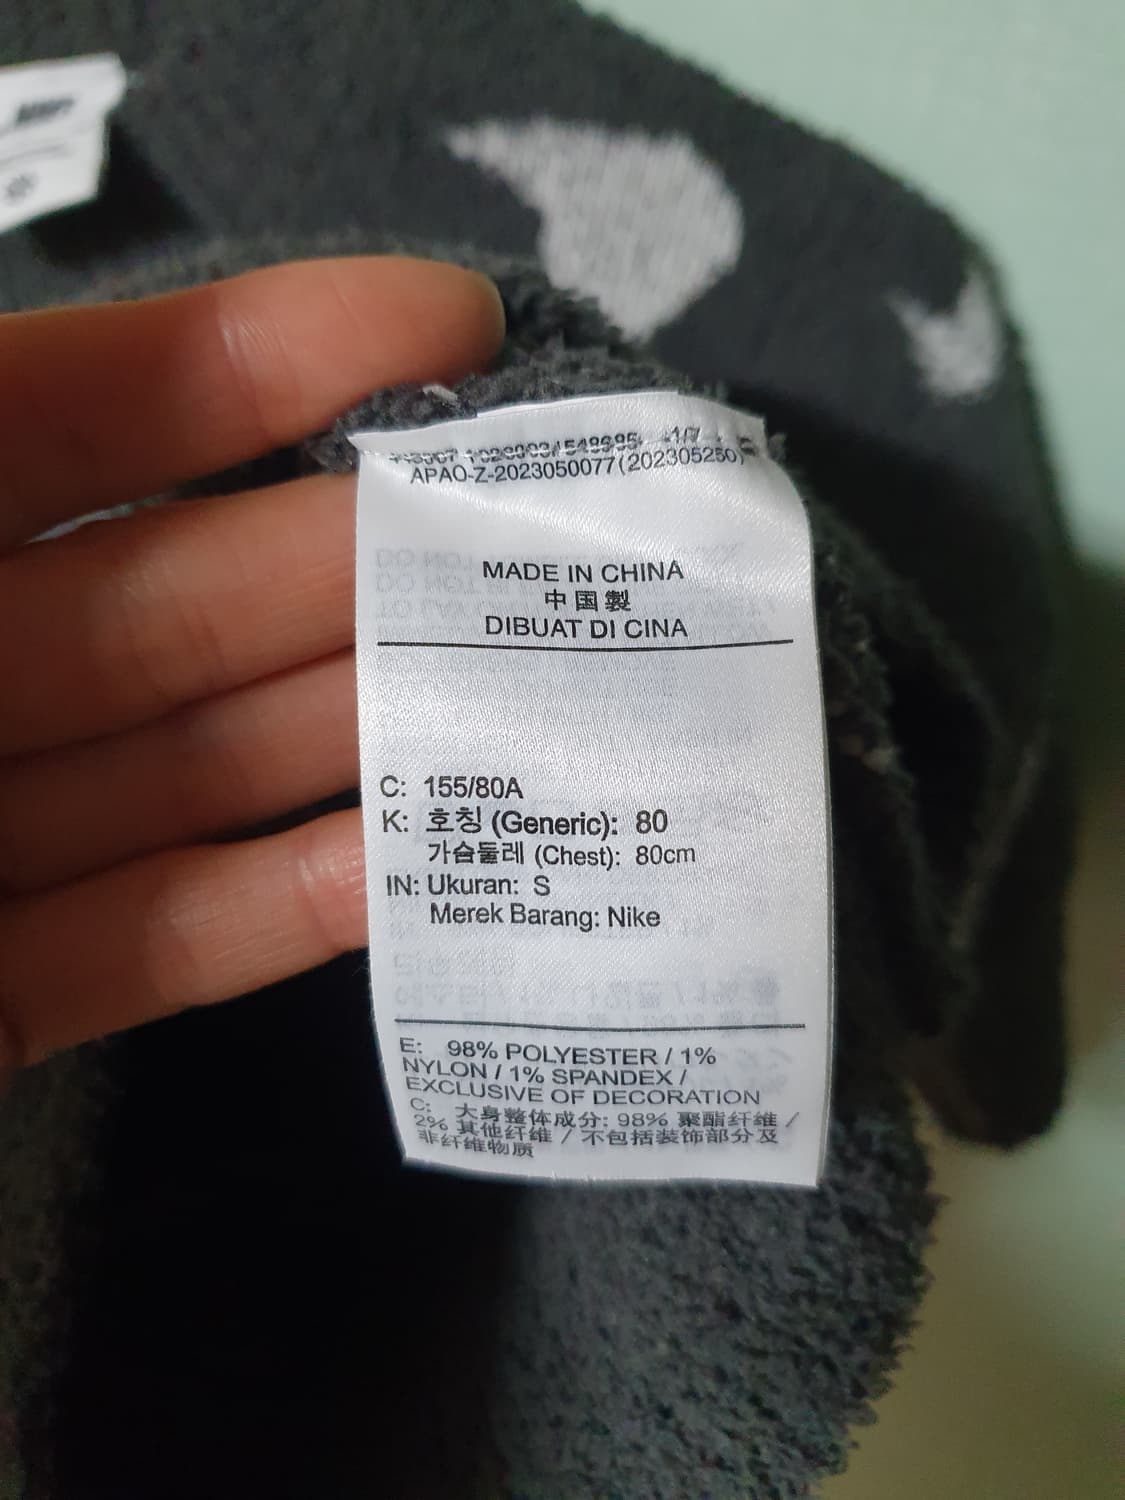 APAO-Z-2023050077(202305250)
MADE IN CHINA
中国製
DIBUAT DI CINA
C: 155/80A
K: 호칭 (Generic): 80
가슴둘레 (Chest): 80cm
IN: Ukuran: S
Merek Barang: Nike
E: 98% POLYESTER / 1%
NYLON / 1% SPANDEX /
EXCLUSIVE OF DECORATION
C: 大身整体成分: 98% 聚酯纤维 /
2% 其他纤维 / 不包括装饰部分及
非纤维物质